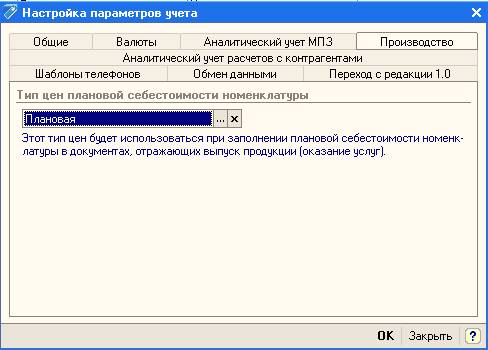 Настройка параметров учета
Общие Валюты Аналитический учет МПЗ Производство
Аналитический учет расчетов с контрагентами
Шаблоны телефонов Обмен данными Переход с редакции 1.0
Тип цен плановой себестоимости номенклатуры
Плановая ... ×
Этот тип цен будет использоваться при заполнении плановой себестоимости номенк-
латуры в документах, отражающих выпуск продукции (оказание услуг).
OK Закрыть ?